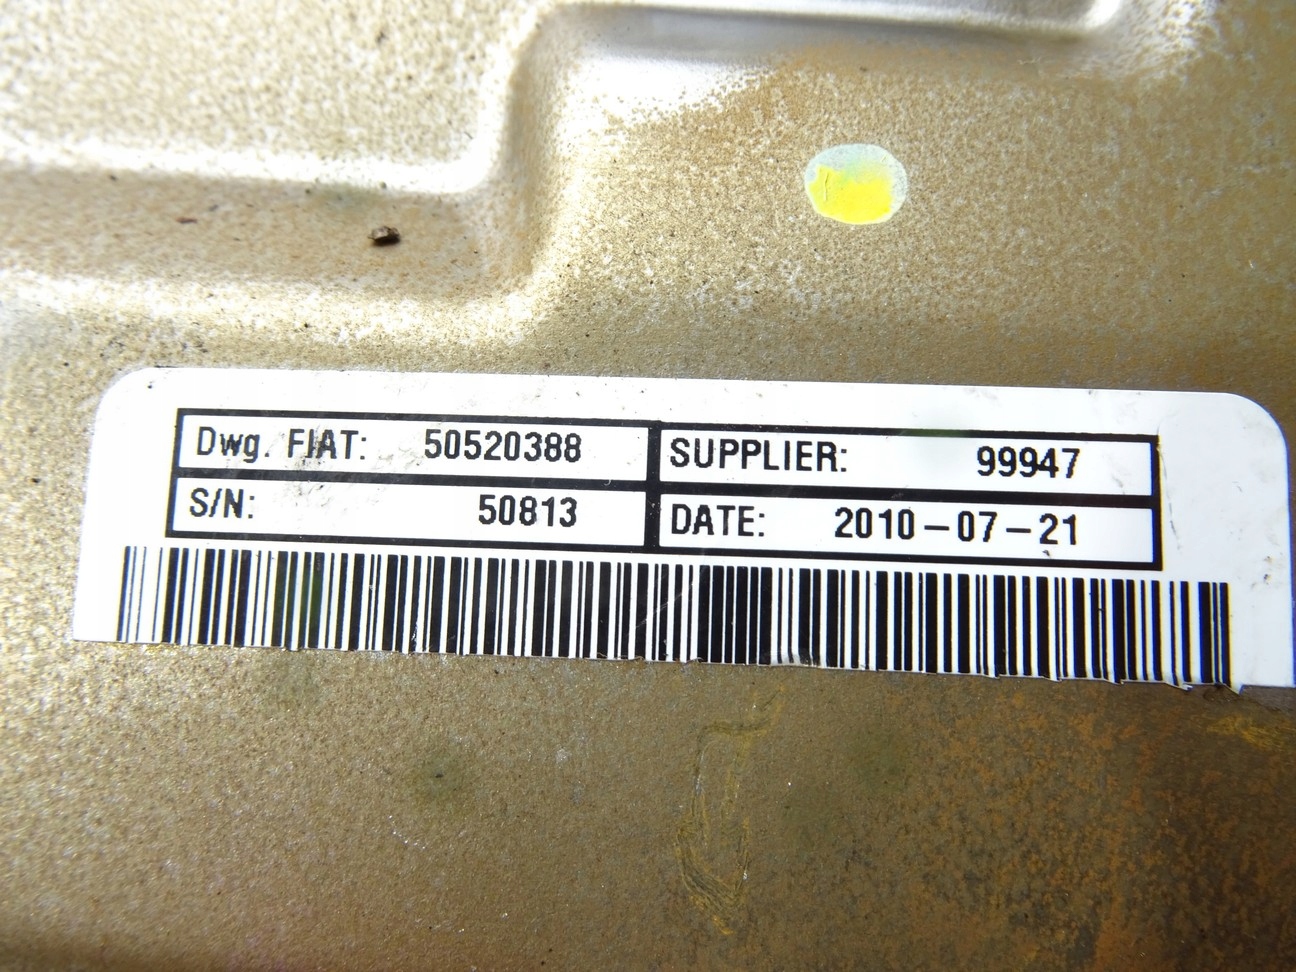 Dwg. FIAT: 50520388 SUPPLIER: 99947
S/N: 50813 DATE: 2010-07-21